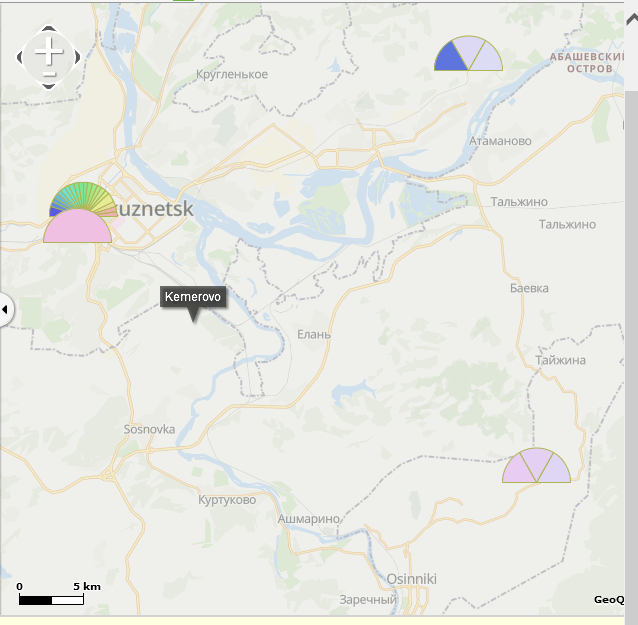 Кругленькое
АБАШЕВСКИ
ОСТРОВ
Атаманово
Тальжино
Тальжино
uznetsk
Баевка
Kemerovo
Елань
Тайжина
Sosnovka
Куртуково
Ашмарино
Osinniki
Заречный
0 5 km
GeoQ